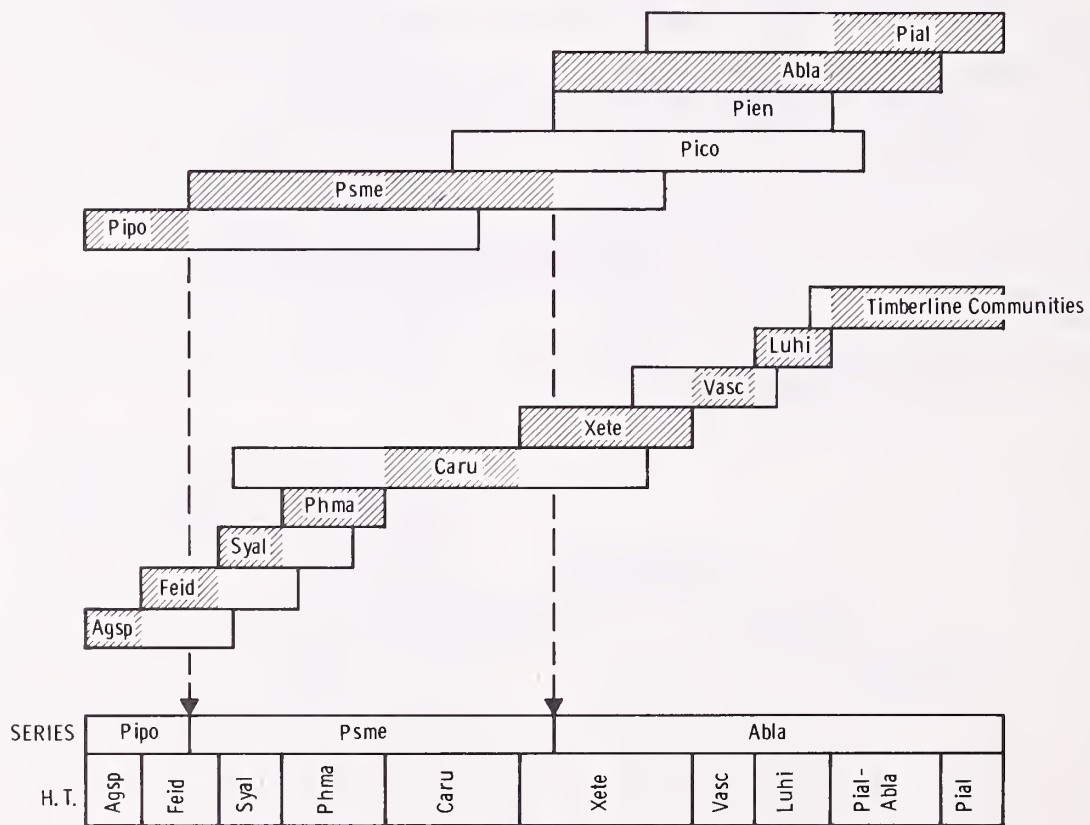 Pial
Abla
Pien
Pico
Psme
Pipo
Timberline Communities
Luhi
Vasc
Xete
Caru
Phma
Syal
Feid
Agsp
SERIES Pipo Psme Abla
H.T. Agsp Feid Syal Phma Caru Xete Vasc Luhi Pial-Abla Pial